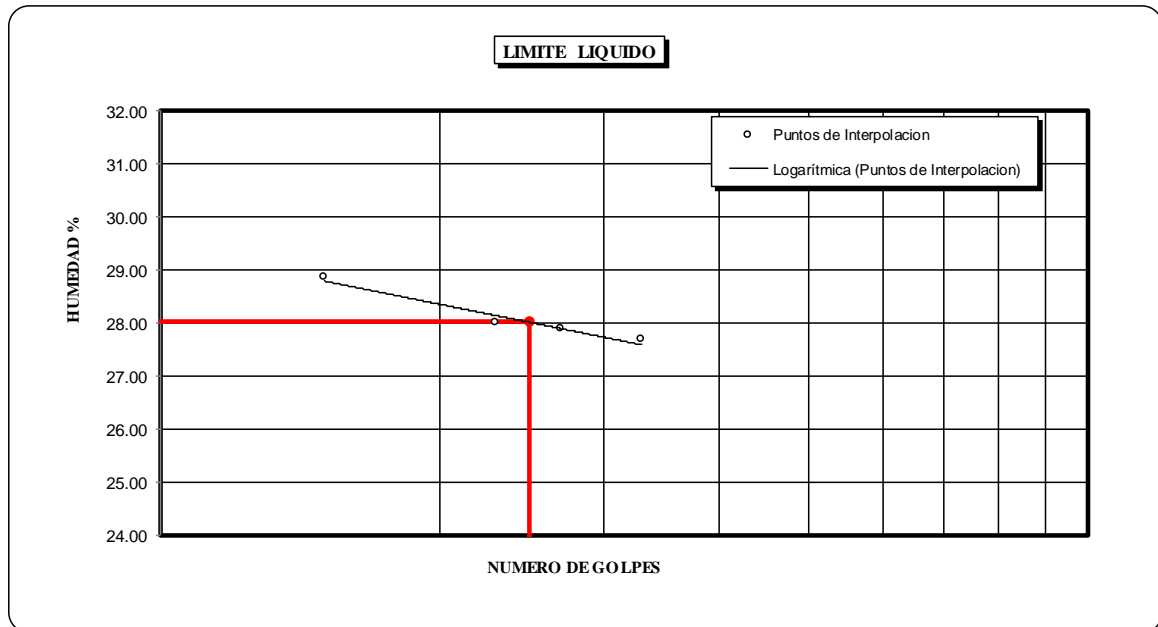 LIMITE LIQUIDO
32.00
31.00
30.00
29.00
28.00
27.00
26.00
25.00
24.00
HUMEDAD %
Puntos de Interpolacion
Logarítmica (Puntos de Interpolacion)
NUMERO DE GOLPES